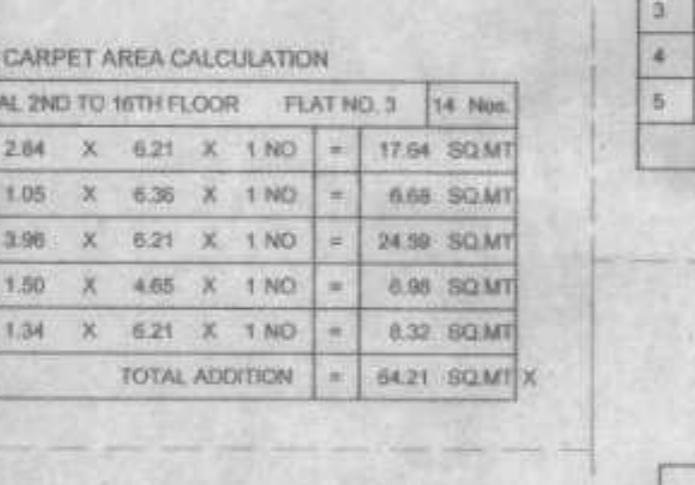 CARPET AREA CALCULATION
AL 2ND TO 16TH FLOOR FLAT NO. 3 14 Nos.
2.84 X 6.21 X 1 NO = 17.64 SQ.MT
1.05 X 6.36 X 1 NO = 6.68 SQ.MT
3.96 X 6.21 X 1 NO = 24.59 SQ.MT
1.50 X 4.65 X 1 NO = 6.98 SQ.MT
1.34 X 6.21 X 1 NO = 8.32 SQ.MT
TOTAL ADDITION = 64.21 SQ.MT X
3
4
5